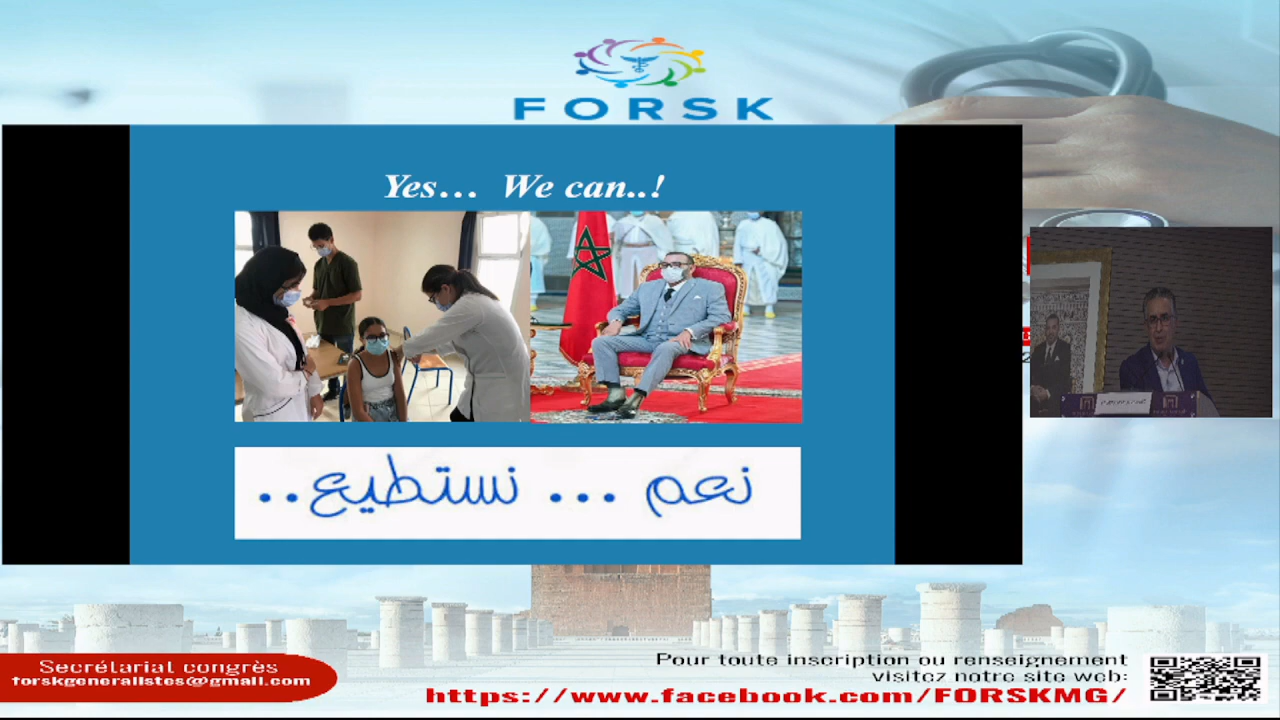 FORSK
Yes... We can..!
نعم ... نستطيع..
Secrétarial congrès
forskgeneralistes@gmail.com
Pour toute inscription ou renseignement
visitez notre site web:
https://www.facebook.com/FORSKMG/